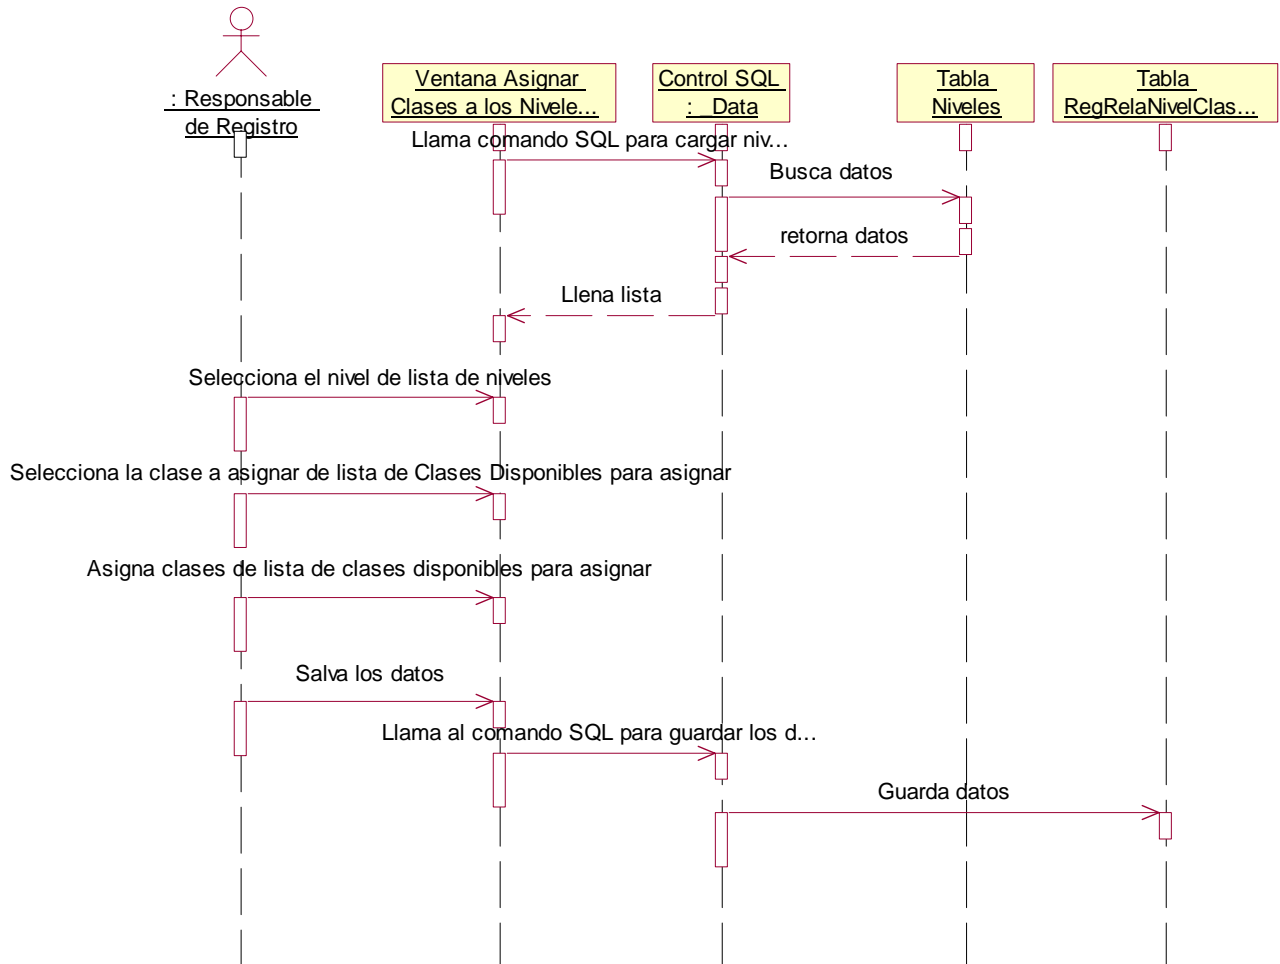 : Responsable
de Registro
Ventana Asignar
Clases a los Nivele...
Control SQL
: _Data
Tabla
Niveles
Tabla
RegRelaNivelClas...
Llama comando SQL para cargar niv...
Busca datos
retorna datos
Llena lista
Selecciona el nivel de lista de niveles
Selecciona la clase a asignar de lista de Clases Disponibles para asignar
Asigna clases de lista de clases disponibles para asignar
Salva los datos
Llama al comando SQL para guardar los d...
Guarda datos